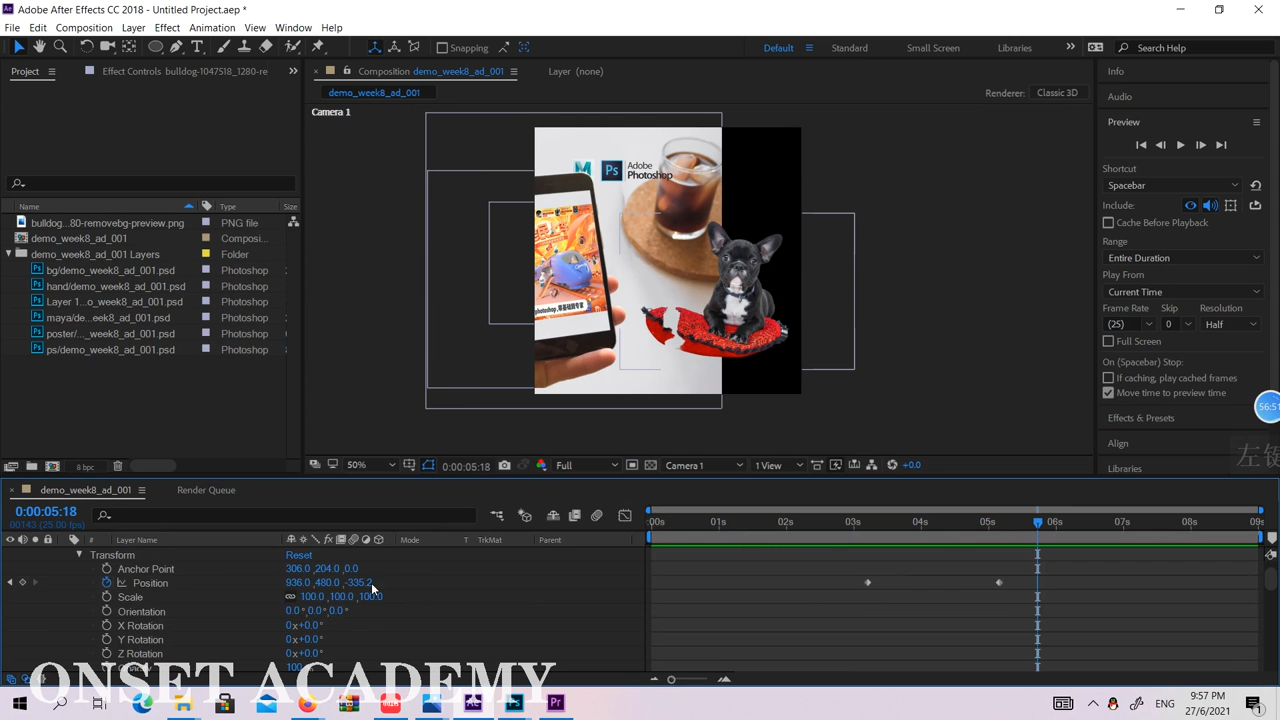 Adobe After Effects CC 2018 - Untitled Project.aep *
File Edit Composition Layer Effect Animation View Window Help
Snapping
Default Standard Small Screen Libraries Search Help
Project Effect Controls bulldog-1047518_1280-re
Composition demo_week8_ad_001 Layer (none)
demo_week8_ad_001
Renderer: Classic 3D
Camera 1
Adobe
Photoshop
Name Type Size
bulldog...80-removebg-preview.png PNG file
demo_week8_ad_001 Composi...
demo_week8_ad_001 Layers Folder
bg/demo_week8_ad_001.psd Photoshop
hand/demo_week8_ad_001.psd Photoshop
Layer 1...o_week8_ad_001.psd Photoshop
maya/de...eek8_ad_001.psd Photoshop
poster/...._week8_ad_001.psd Photoshop
ps/demo_week8_ad_001.psd Photoshop
8 bpc
50% 0:00:05:18 Full Camera 1 1 View +0.0
Info
Audio
Preview
Shortcut
Spacebar
Include:
Cache Before Playback
Range
Entire Duration
Play From
Current Time
Frame Rate Skip Resolution
(25) 0 Half
Full Screen
On (Spacebar) Stop:
If caching, play cached frames
Move time to preview time
Effects & Presets
Align
Libraries
56:51
左
demo_week8_ad_001 Render Queue
0:00:05:18
00143 (25.00 fps)
:00s 01s 02s 03s 04s 05s 06s 07s 08s 09s
# Layer Name Mode T TrkMat Parent
Transform Reset
Anchor Point 306.0 ,204.0 ,0.0
Position 936.0 ,480.0 ,-335.2
Scale 100.0 ,100.0 ,100.0
Orientation 0.0 °,0.0 °,0.0 °
X Rotation 0x+0.0°
Y Rotation 0x+0.0°
Z Rotation 0x+0.0°
ONSET ACADEMY
ENG
9:57 PM
27/6/2021